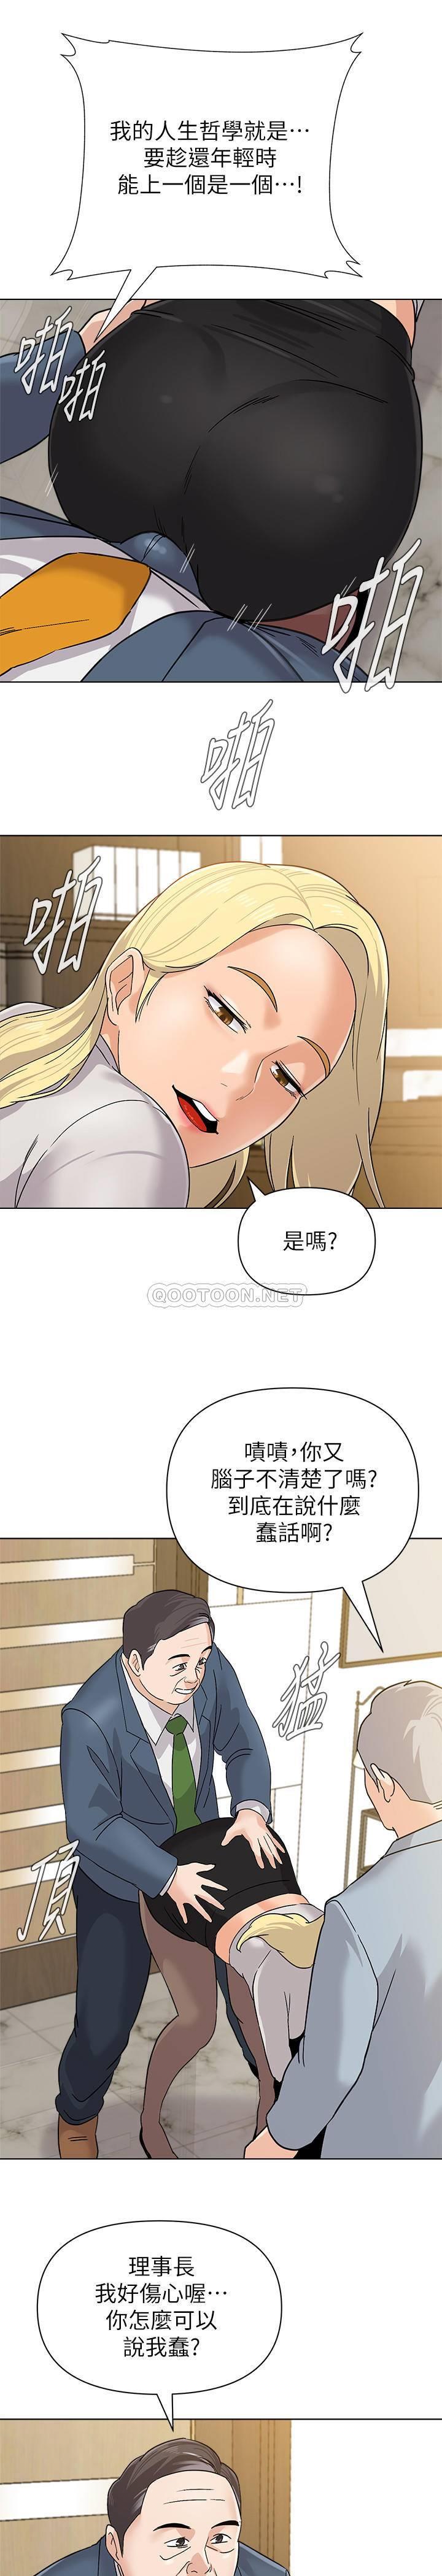 我的人生哲學就是…
要趁還年輕時
能上一個是一個…!
啪
啪
啪
啪
啪
是嗎?
QOOTOON.NET
嘖嘖,你又
腦子不清楚了嗎?
到底在說什麼
蠢話啊?
猛
頂
理事長
我好傷心喔…
你怎麼可以
說我蠢?